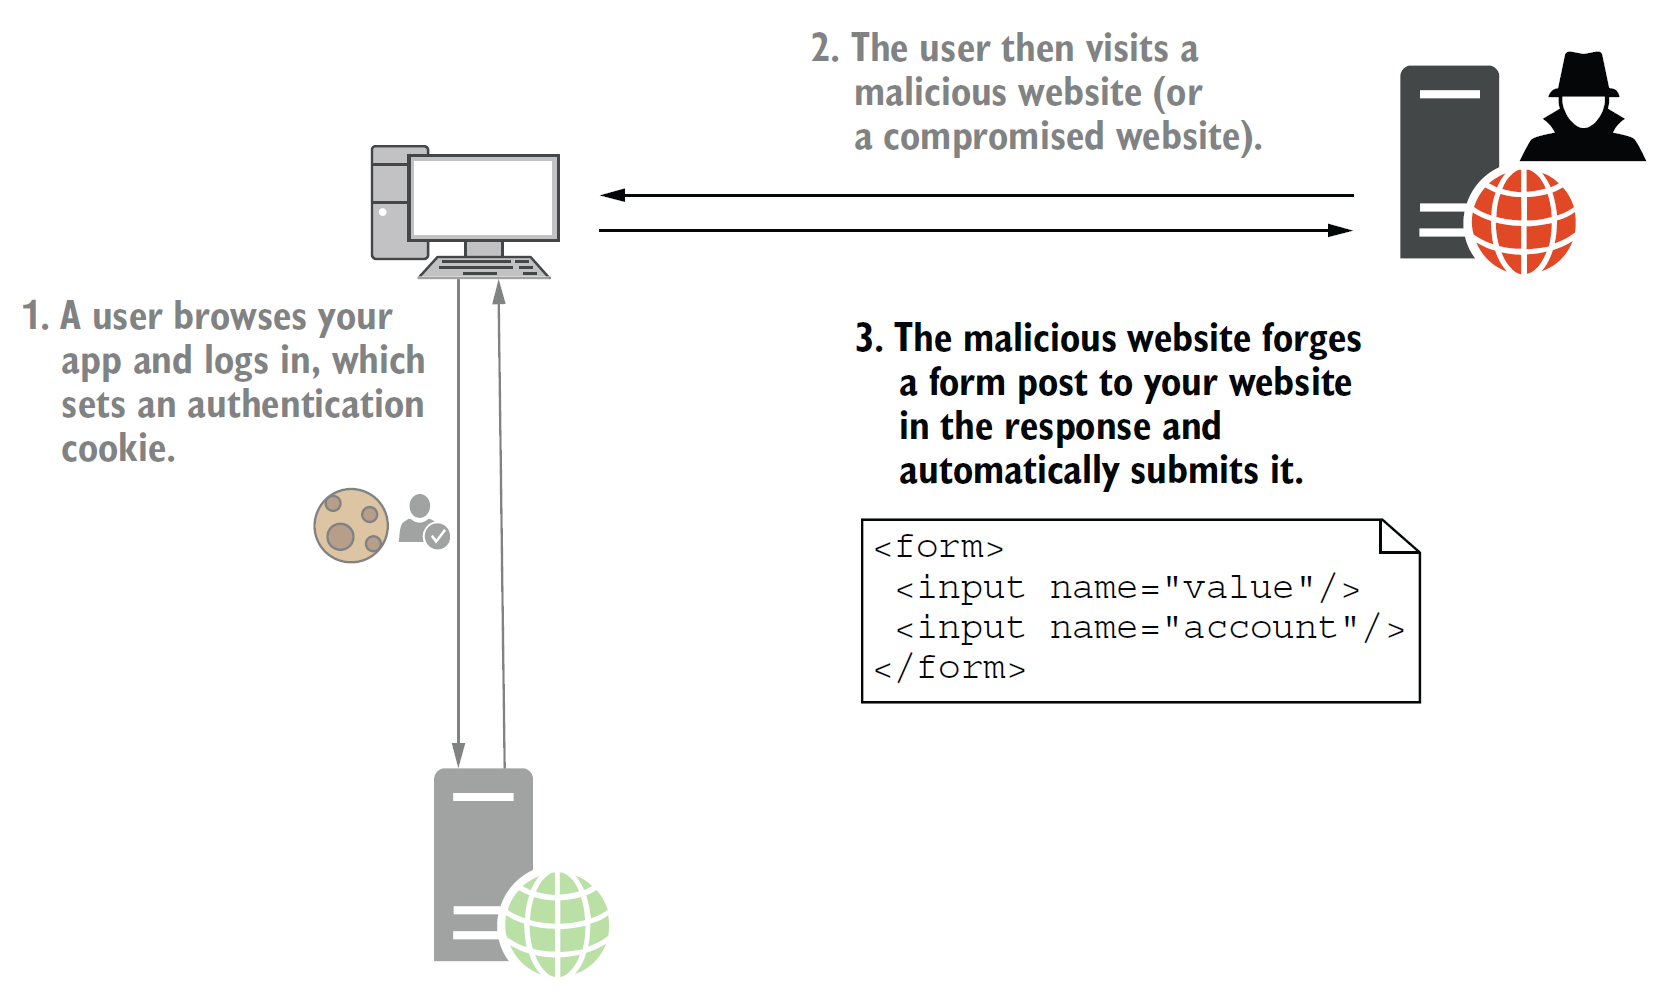 2. The user then visits a
malicious website (or
a compromised website).
1. A user browses your
app and logs in, which
sets an authentication
cookie.
3. The malicious website forges
a form post to your website
in the response and
automatically submits it.
<form>
<input name="value"/>
<input name="account"/>
</form>